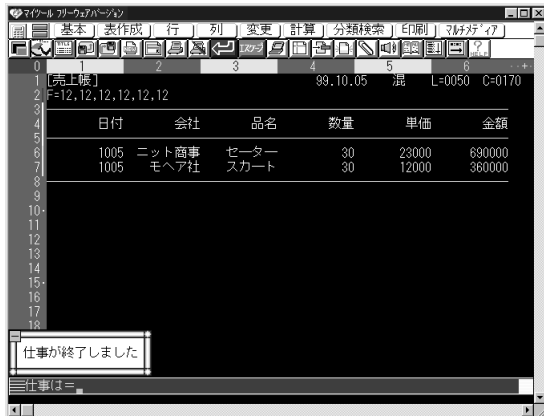 マイツール フリーウェアバージョン
基本 表作成 行 列 変更 計算 分類検索 印刷 マルチメディア
エスケープ HELP
0 1 2 3 4 5 6
1 [売上帳] 99.10.05 混 L=0050 C=0170
2 F=12,12,12,12,12,12
3
4 日付 会社 品名 数量 単価 金額
5
6 1005 ニット商事 セーター 30 23000 690000
7 1005 モヘア社 スカート 30 12000 360000
8
9
10
11
12
13
14
15
16
17
18
仕事が終了しました
仕事は=